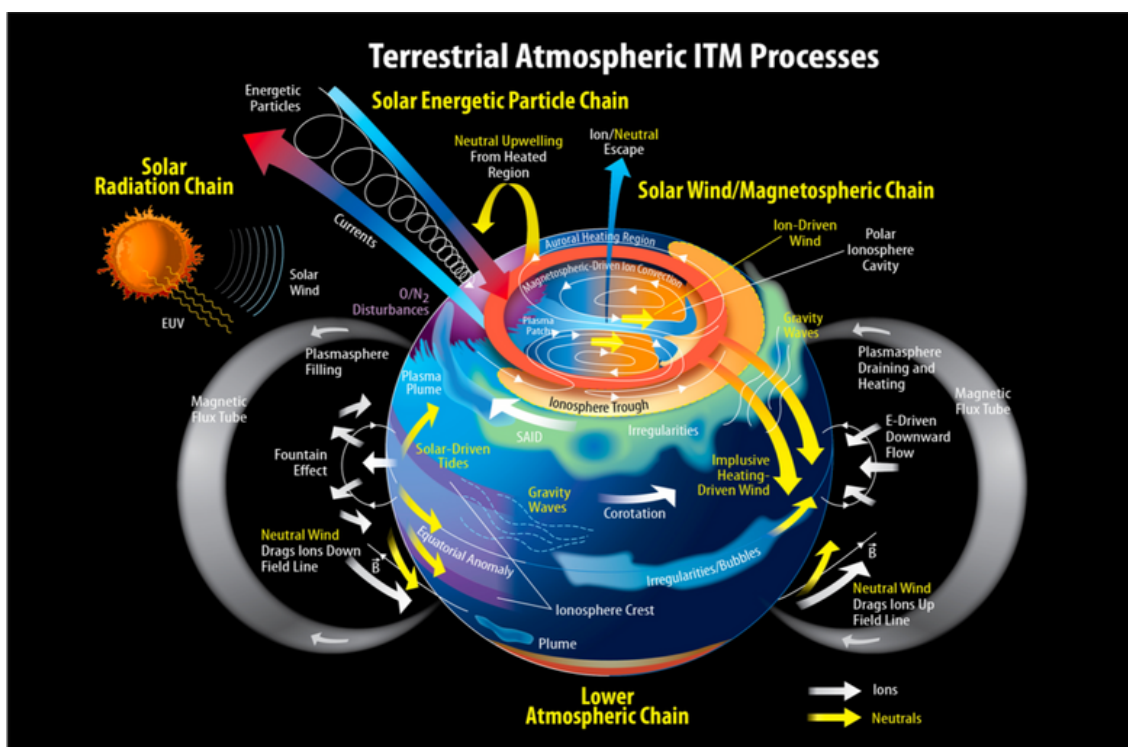 Terrestrial Atmospheric ITM Processes
Energetic
Particles
Solar Energetic Particle Chain
Neutral Upwelling
From Heated
Region
Ion/Neutral
Escape
Solar
Radiation Chain
Solar Wind/Magnetospheric Chain
Currents
Ion-Driven
Wind
Polar
Ionosphere
Cavity
Auroral Heating Region
Magnetospheric-Driven Ion Convection
Solar
Wind
EUV
O/N2
Disturbances
Plasma
Patch
Gravity
Waves
Plasmasphere
Filling
Plasma
Plume
Plasmasphere
Draining and
Heating
Magnetic
Flux Tube
Ionosphere Trough
Magnetic
Flux Tube
SAID
Irregularities
E-Driven
Downward
Flow
Fountain
Effect
Solar-Driven
Tides
Implusive
Heating-
Driven Wind
Gravity
Waves
Corotation
Neutral Wind
Drags Ions Down
Field Line
B
Equatorial Anomaly
Irregularities/Bubbles
B
Neutral Wind
Drags Ions Up
Field Line
Ionosphere Crest
Plume
Lower
Atmospheric Chain
Ions
Neutrals